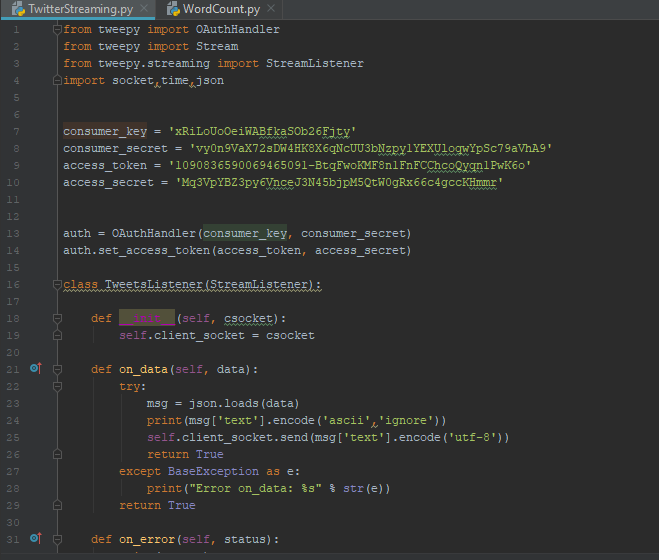 TwitterStreaming.py × WordCount.py ×
1 from tweepy import OAuthHandler
2 from tweepy import Stream
3 from tweepy.streaming import StreamListener
4 import socket,time,json
5
6
7 consumer_key = 'xRiLoUoOeiWABfkaSOb26Fjty'
8 consumer_secret = 'vy0n9VaX72sDW4HK8X6qNcUU3bNzpylYEXUloqwYpSc79aVhA9'
9 access_token = '1090836590069465091-BtqFwoKMF8nlFnFCChcoQyqnlPwK6o'
10 access_secret = 'Mq3VpYBZ3py6VnceJ3N45bjpM5QtW0gRx66c4gccKHmmr'
11
12
13 auth = OAuthHandler(consumer_key, consumer_secret)
14 auth.set_access_token(access_token, access_secret)
15
16 class TweetsListener(StreamListener):
17
18 def (self, csocket):
19 self.client_socket = csocket
20
21 def on_data(self, data):
22 try:
23 msg = json.loads(data)
24 print(msg['text'].encode('ascii','ignore'))
25 self.client_socket.send(msg['text'].encode('utf-8'))
26 return True
27 except BaseException as e:
28 print("Error on_data: %s" % str(e))
29 return True
30
31 def on_error(self, status):